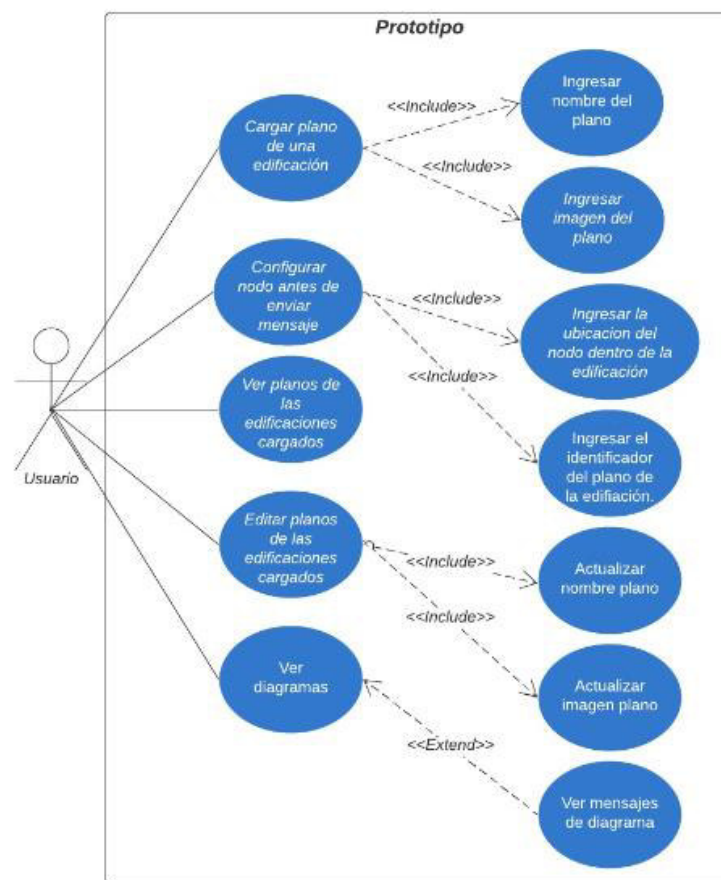 Prototipo
Cargar plano
de una
edificación
<<Include>>
Ingresar
nombre del
plano
<<Include>>
Ingresar
imagen del
plano
Configurar
nodo antes de
enviar
mensaje
<<Include>>
Ingresar la
ubicacion del
nodo dentro de la
edificación
<<Include>>
Ingresar el
identificador
del plano de
la edifiación.
Ver planos de
las
edificaciones
cargados
Usuario
Editar planos
de las
edificaciones
cargados
<<Include>>
Actualizar
nombre plano
<<Include>>
Actualizar
imagen plano
Ver
diagramas
<<Extend>>
Ver mensajes
de diagrama